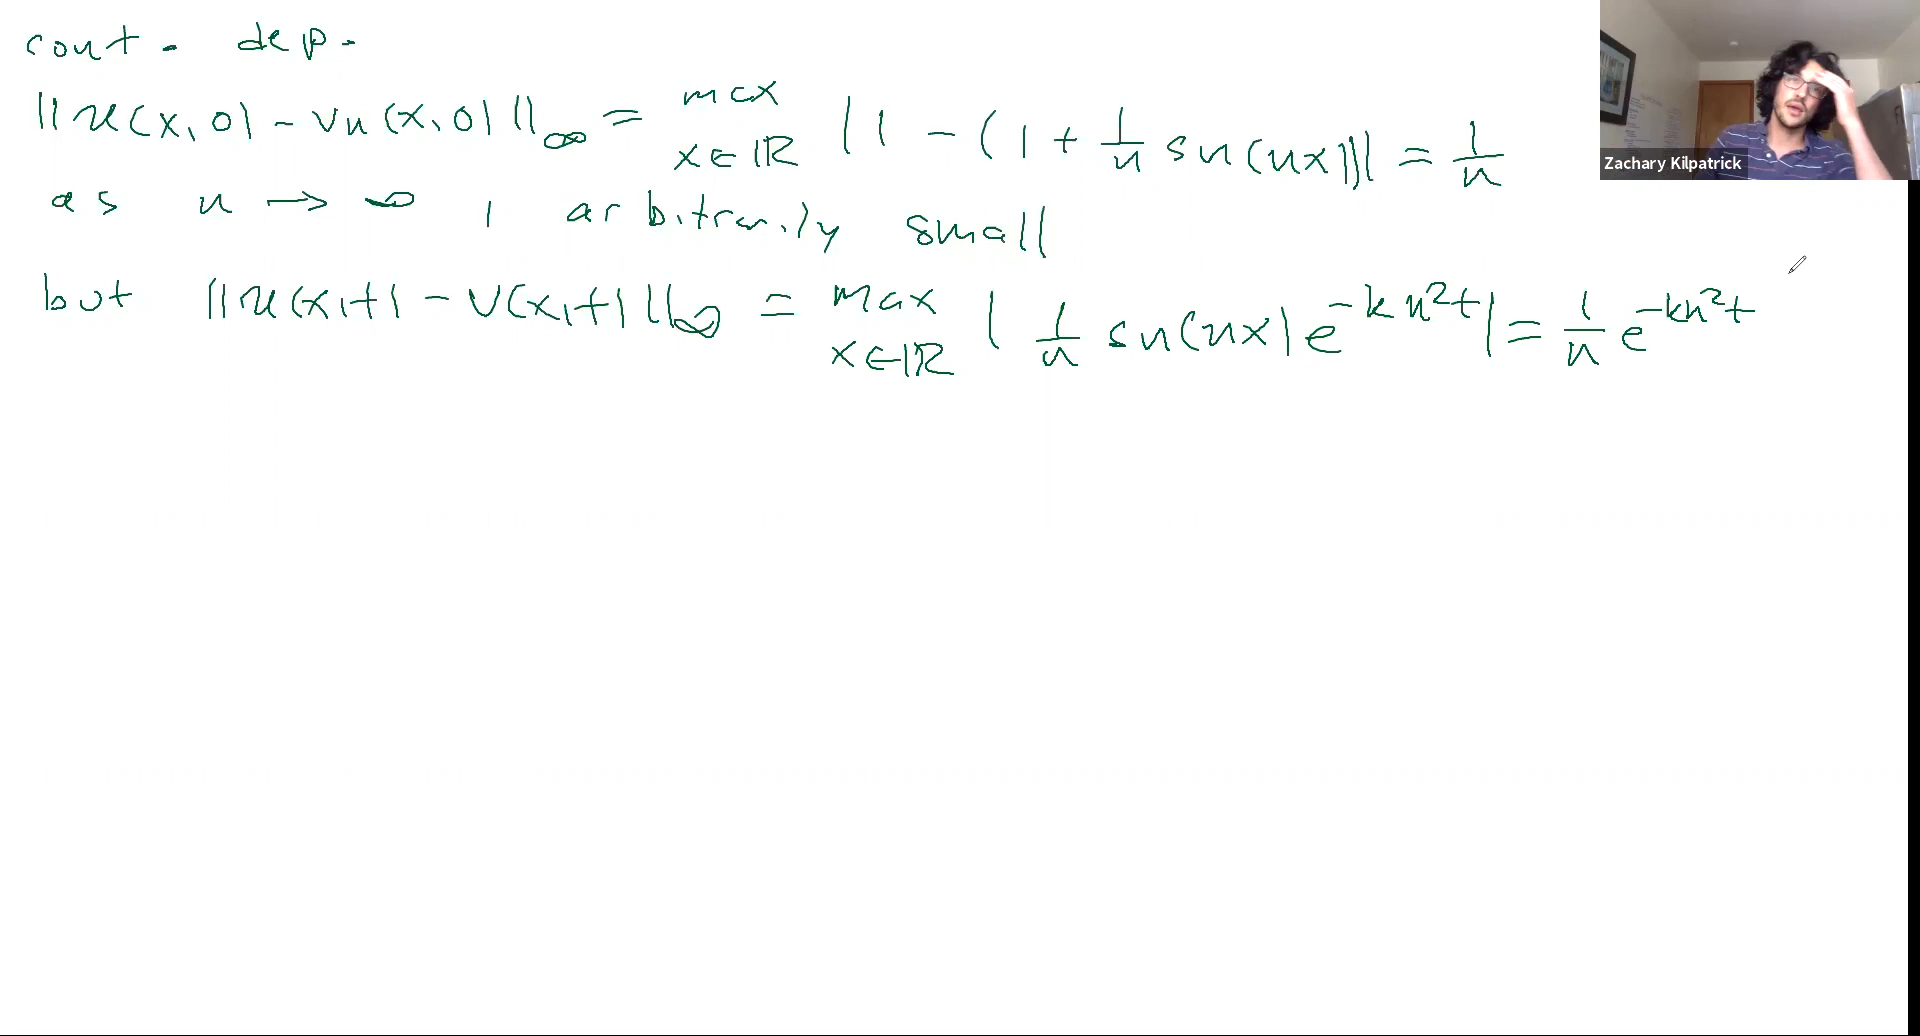 cont. dep.
||u(x,0) - vn(x,0)||∞ = max x∈ℝ |1 - (1 + 1/n sin(nx))| = 1/n
as n → ∞, arbitrarily small
but ||u(x,t) - v(x,t)||∞ = max x∈ℝ |1/n sin(nx) e^{-kn²t}| = 1/n e^{-kn²t}
Zachary Kilpatrick